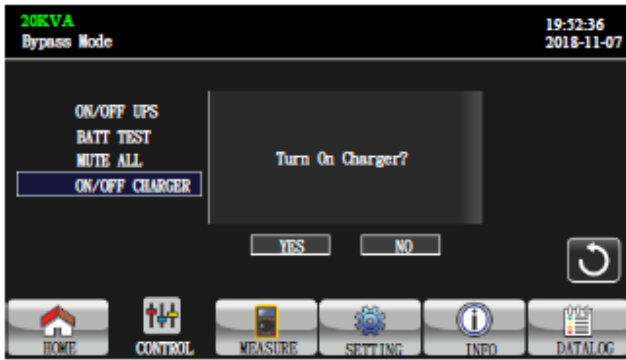 20KVA
Bypass Mode
19:52:36
2018-11-07
ON/OFF UPS
BATT TEST
MUTE ALL
ON/OFF CHARGER
Turn On Charger?
YES
NO
HOME
CONTROL
MEASURE
SETTING
INFO
DATALOG